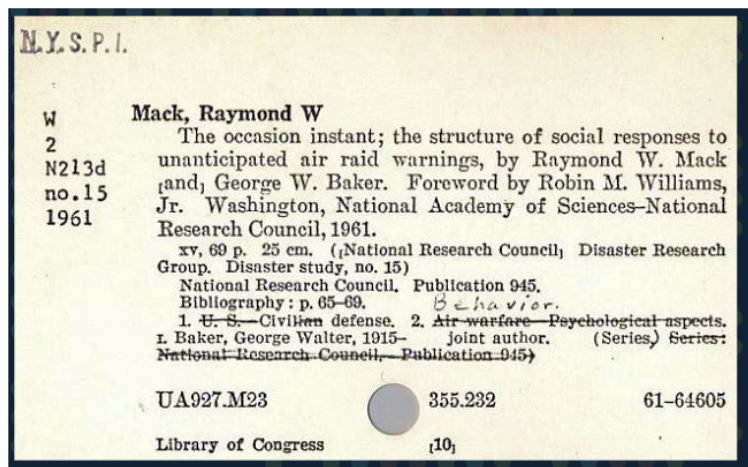 N.Y.S.P.I.
W
2
N213d
no.15
1961
Mack, Raymond W
The occasion instant; the structure of social responses to
unanticipated air raid warnings, by Raymond W. Mack
[and] George W. Baker. Foreword by Robin M. Williams,
Jr. Washington, National Academy of Sciences–National
Research Council, 1961.
xv, 69 p. 25 cm. ([National Research Council] Disaster Research
Group. Disaster study, no. 15)
National Research Council. Publication 945.
Bibliography: p. 65–69. Behavior.
1. U. S.—Civilian defense. 2. Air warfare—Psychological aspects.
I. Baker, George Walter, 1915– joint author. (Series) Series:
National Research Council. Publication 945)
UA927.M23 355.232 61–64605
Library of Congress [10]